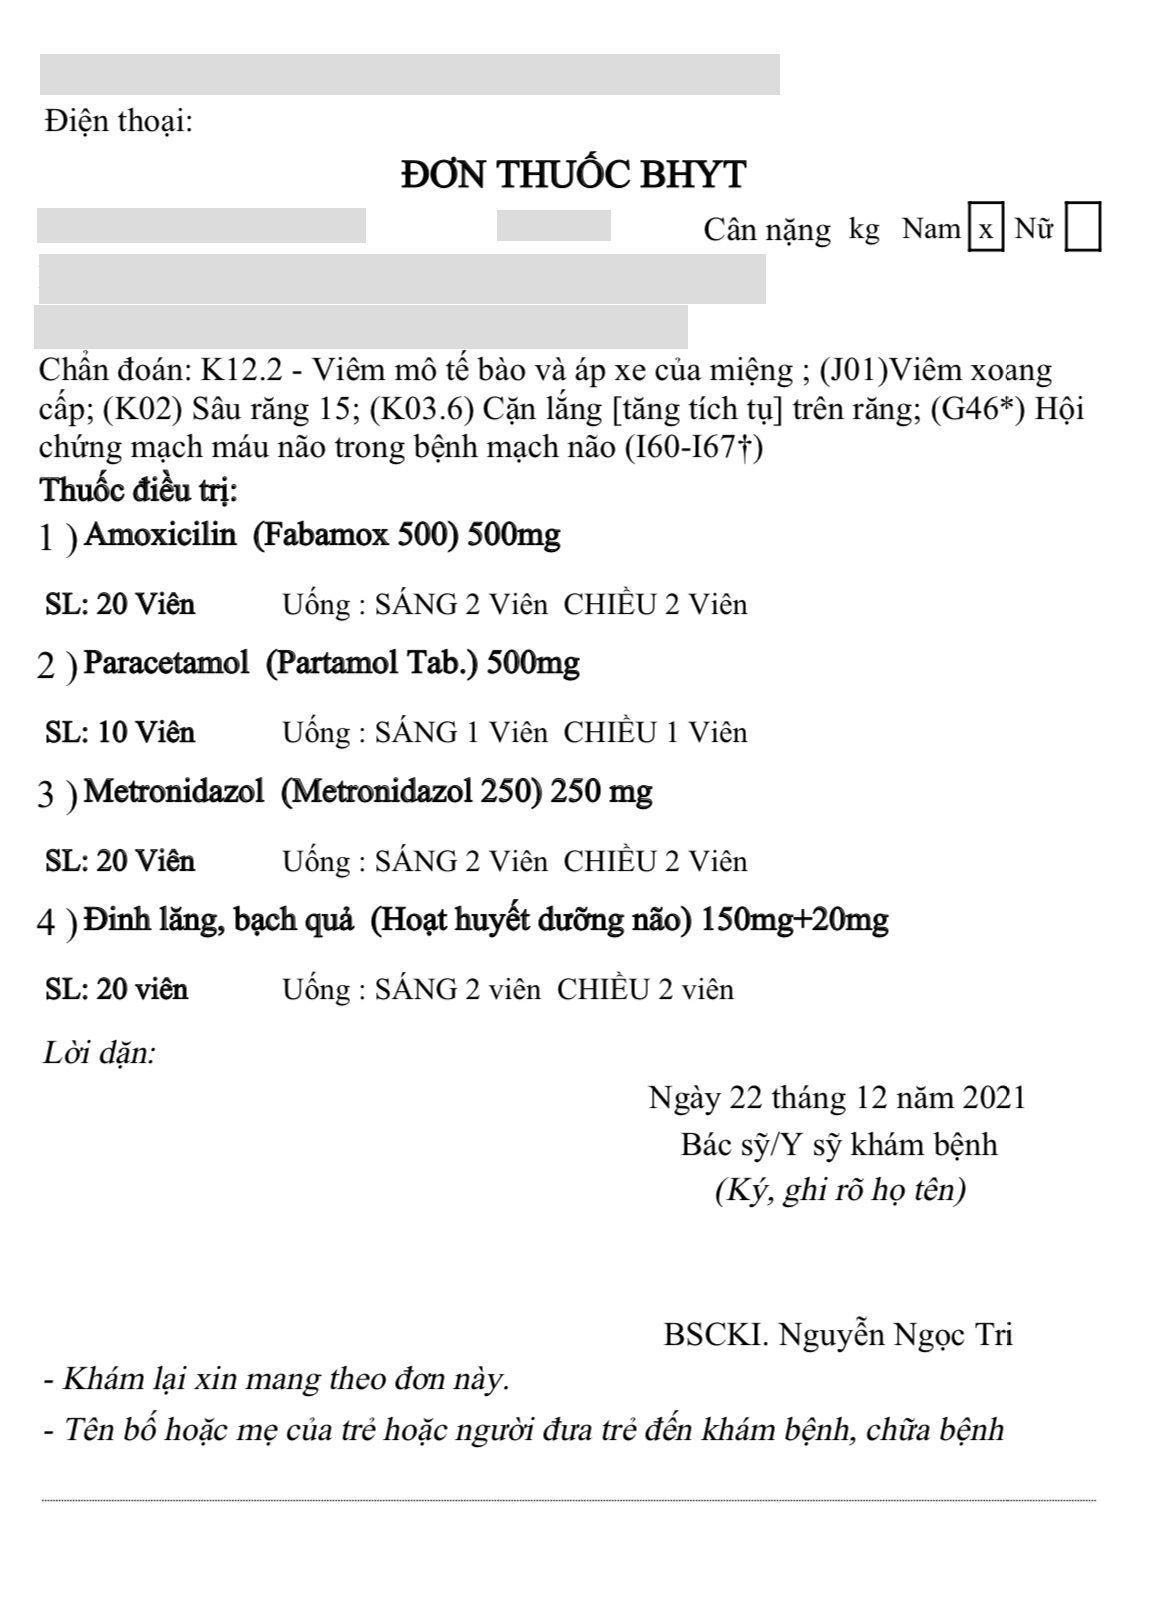 Điện thoại:
ĐƠN THUỐC BHYT
Cân nặng kg Nam x Nữ
Chẩn đoán: K12.2 - Viêm mô tế bào và áp xe của miệng ; (J01)Viêm xoang
cấp; (K02) Sâu răng 15; (K03.6) Cặn lắng [tăng tích tụ] trên răng; (G46*) Hội
chứng mạch máu não trong bệnh mạch não (I60-I67†)
Thuốc điều trị:
1 ) Amoxicilin (Fabamox 500) 500mg
SL: 20 Viên Uống : SÁNG 2 Viên CHIỀU 2 Viên
2 ) Paracetamol (Partamol Tab.) 500mg
SL: 10 Viên Uống : SÁNG 1 Viên CHIỀU 1 Viên
3 ) Metronidazol (Metronidazol 250) 250 mg
SL: 20 Viên Uống : SÁNG 2 Viên CHIỀU 2 Viên
4 ) Đinh lăng, bạch quả (Hoạt huyết dưỡng não) 150mg+20mg
SL: 20 viên Uống : SÁNG 2 viên CHIỀU 2 viên
Lời dặn:
Ngày 22 tháng 12 năm 2021
Bác sỹ/Y sỹ khám bệnh
(Ký, ghi rõ họ tên)
BSCKI. Nguyễn Ngọc Tri
- Khám lại xin mang theo đơn này.
- Tên bố hoặc mẹ của trẻ hoặc người đưa trẻ đến khám bệnh, chữa bệnh